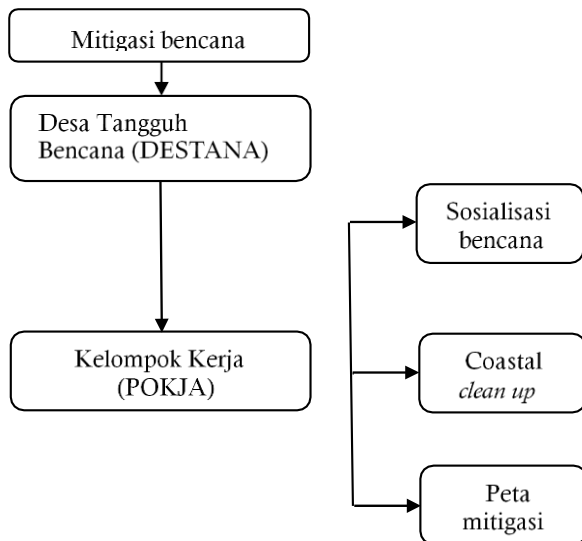 Mitigasi bencana
Desa Tangguh
Bencana (DESTANA)
Sosialisasi
bencana
Kelompok Kerja
(POKJA)
Coastal
clean up
Peta
mitigasi